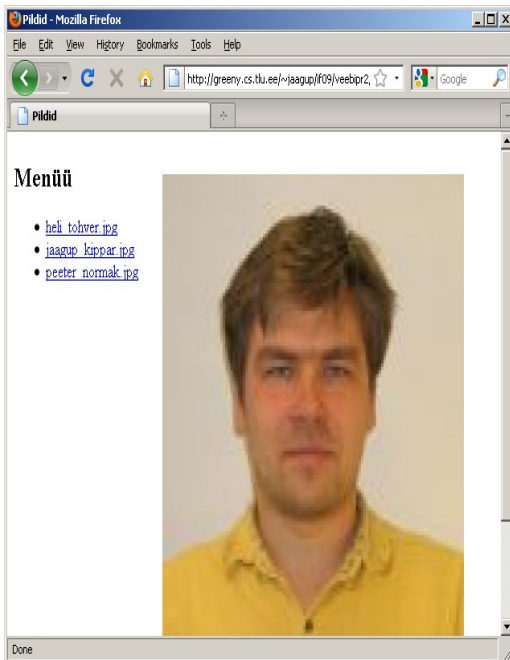 Pildid - Mozilla Firefox
File Edit View History Bookmarks Tools Help
http://greeny.cs.tlu.ee/~jaagup/if09/veebipr2,
Google
Pildid
Menüü
heli_tohver.jpg
jaagup_kippar.jpg
peeter_normak.jpg
Done